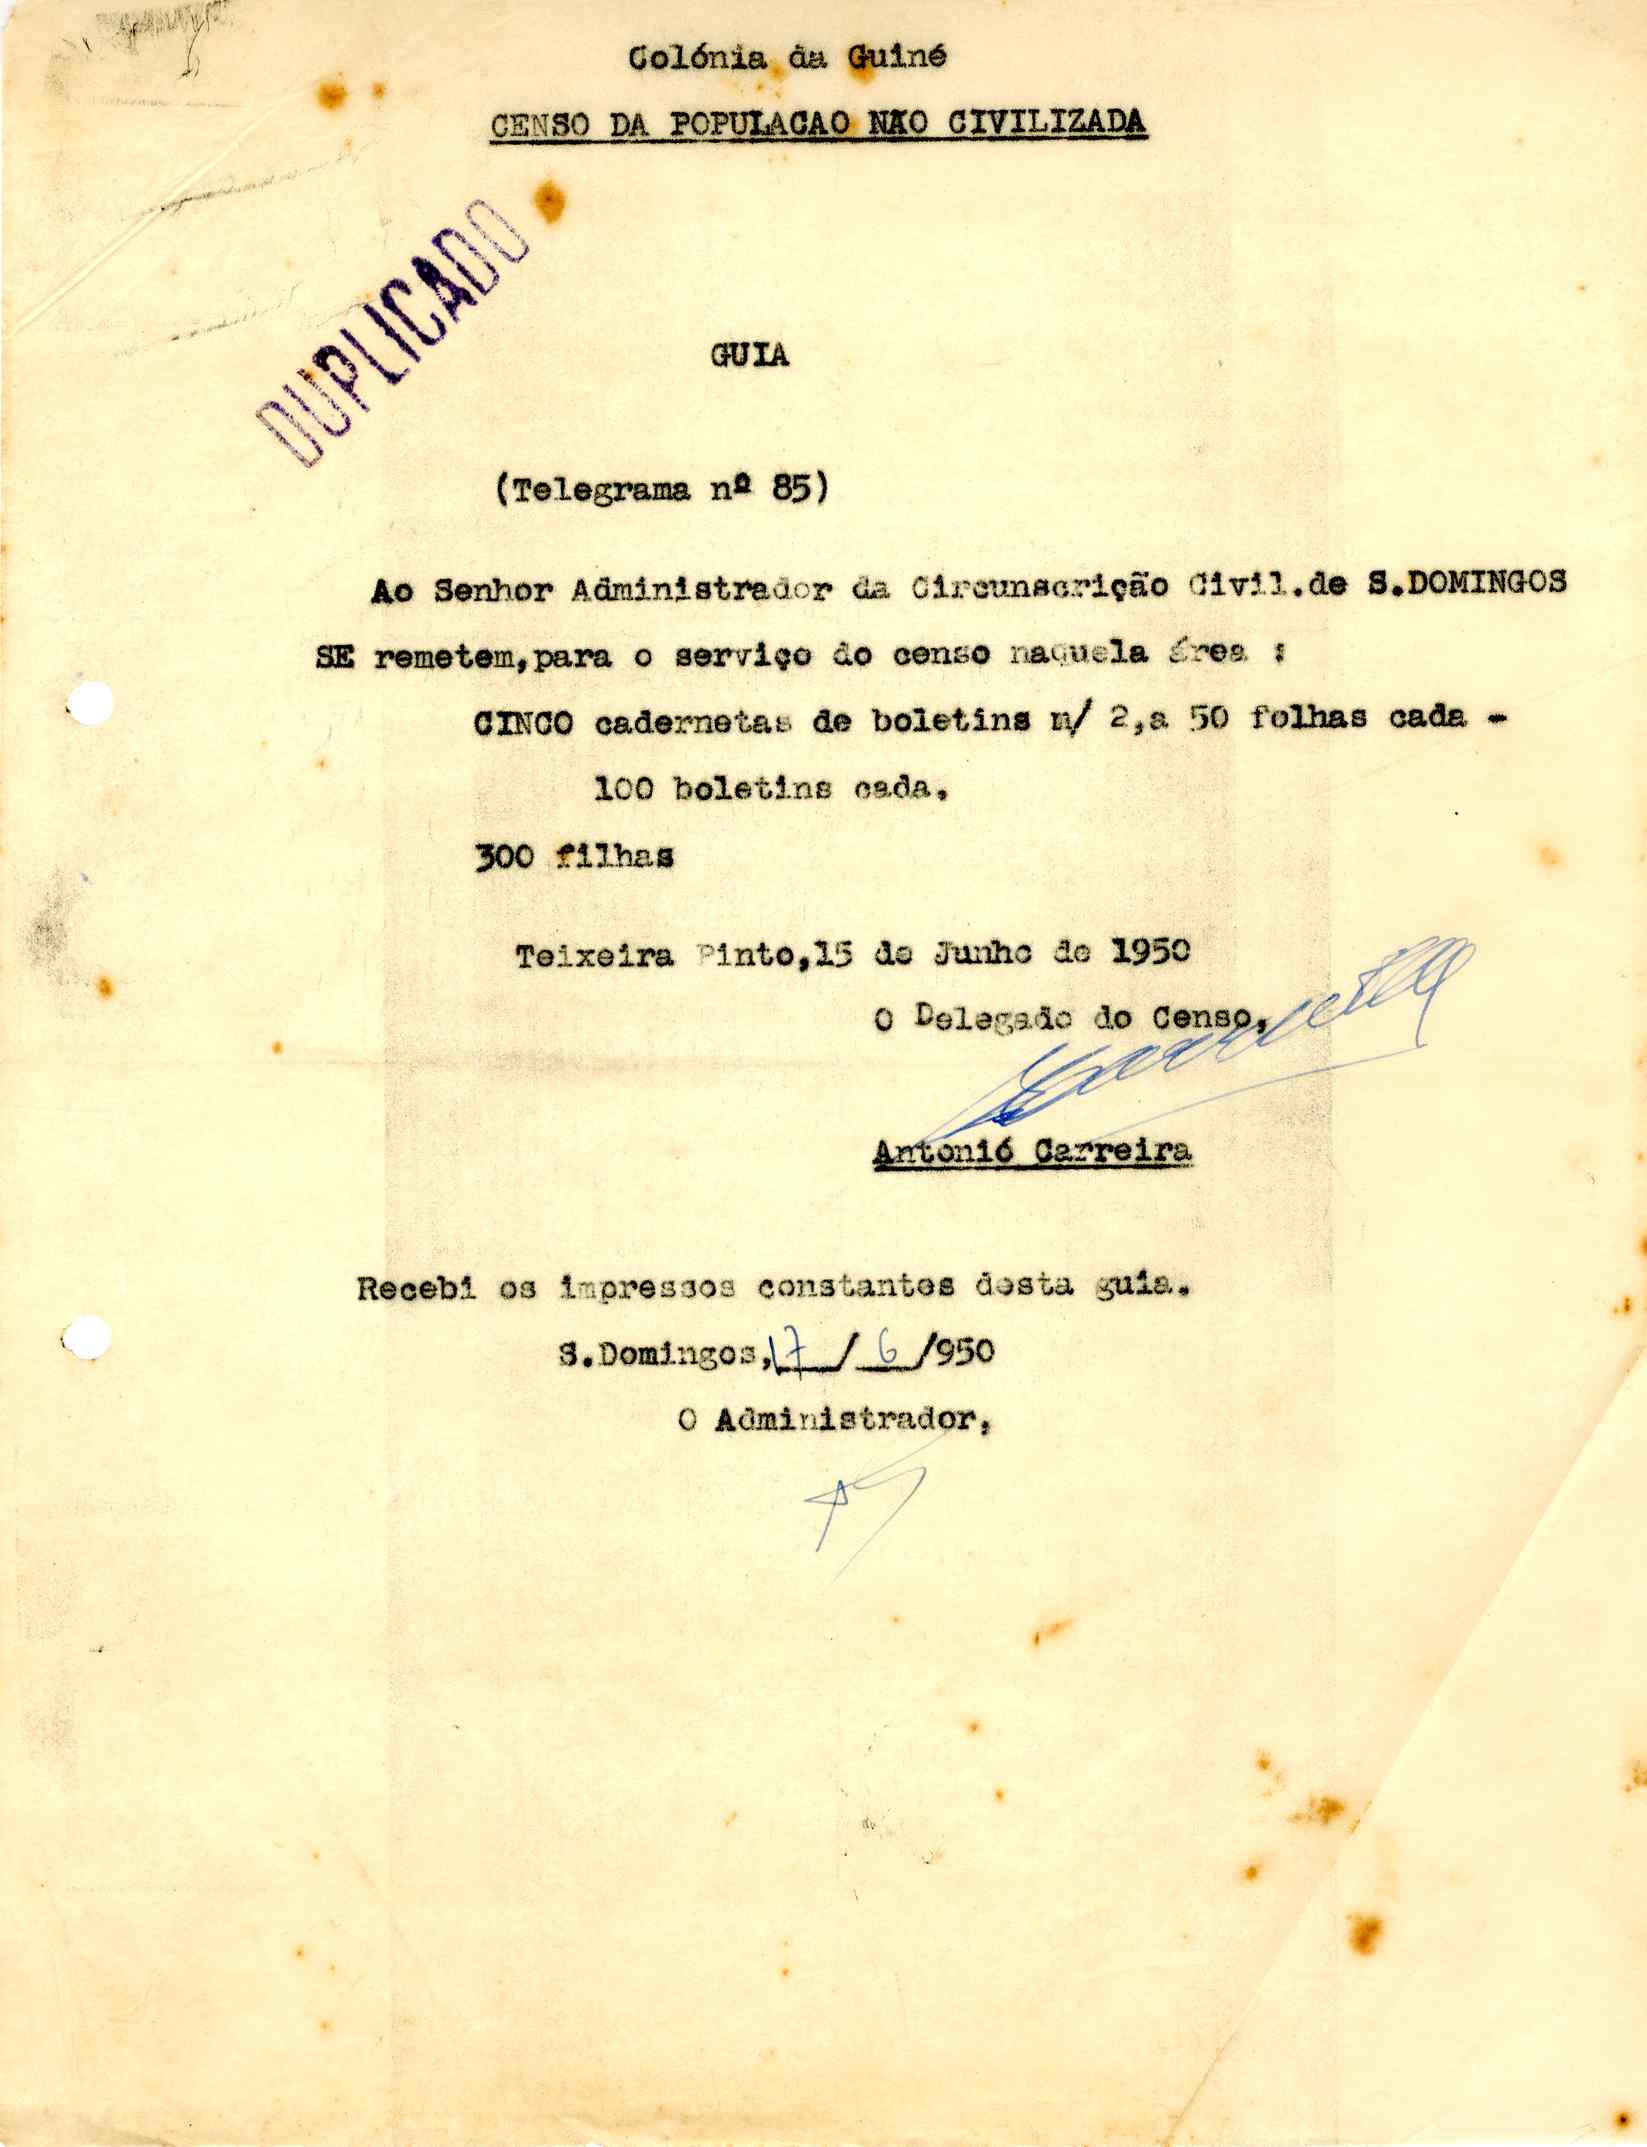 Colónia da Guiné
CENSO DA POPULACAO NÃO CIVILIZADA
DUPLICADO
GUIA
(Telegrama nº 85)
Ao Senhor Administrador da Circunscrição Civil.de S.DOMINGOS
SE remetem,para o serviço do censo naquela área :
CINCO cadernetas de boletins m/ 2,a 50 folhas cada -
100 boletins cada.
300 filhas
Teixeira Pinto,15 de Junho de 1950
O Delegado do Censo,
Antonió Carreira
Recebi os impressos constantes desta guia.
S.Domingos,17/ 6 /950
O Administrador,